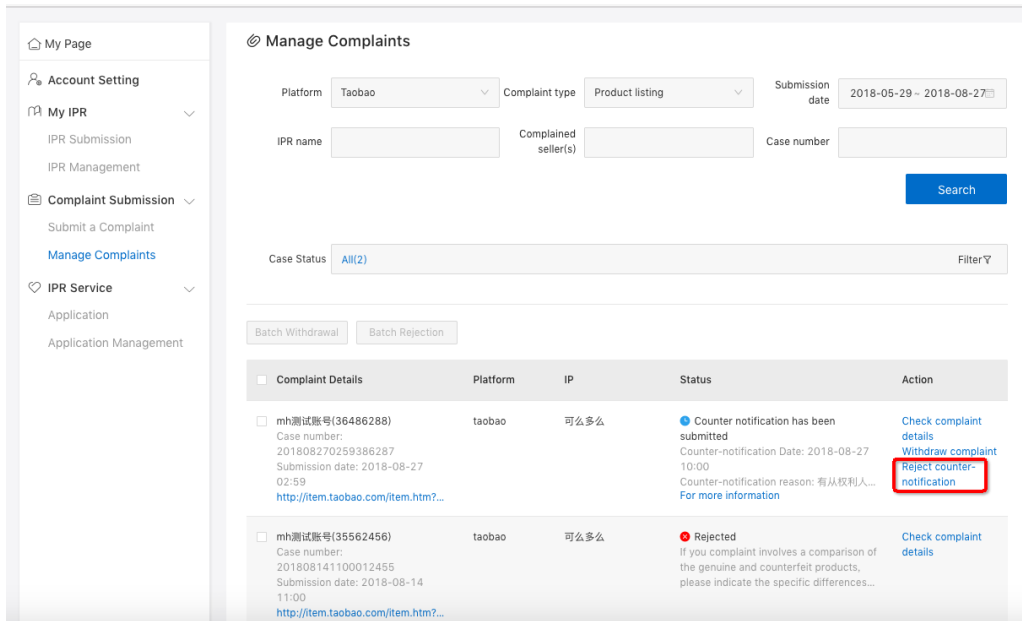 My Page
Account Setting
My IPR
IPR Submission
IPR Management
Complaint Submission
Submit a Complaint
Manage Complaints
IPR Service
Application
Application Management
Manage Complaints
Platform
Taobao
Complaint type
Product listing
Submission
date
2018-05-29 ~ 2018-08-27
IPR name
Complained
seller(s)
Case number
Search
Case Status
All(2)
Filter
Batch Withdrawal
Batch Rejection
Complaint Details
Platform
IP
Status
Action
mh测试账号(36486288)
Case number:
201808270259386287
Submission date: 2018-08-27
02:59
http://item.taobao.com/item.htm?...
taobao
可么多么
Counter notification has been
submitted
Counter-notification Date: 2018-08-27
10:00
Counter-notification reason: 有从权利人...
For more information
Check complaint
details
Withdraw complaint
Reject counter-
notification
mh测试账号(35562456)
Case number:
201808141100012455
Submission date: 2018-08-14
11:00
http://item.taobao.com/item.htm?...
taobao
可么多么
Rejected
If you complaint involves a comparison of
the genuine and counterfeit products,
please indicate the specific differences...
Check complaint
details